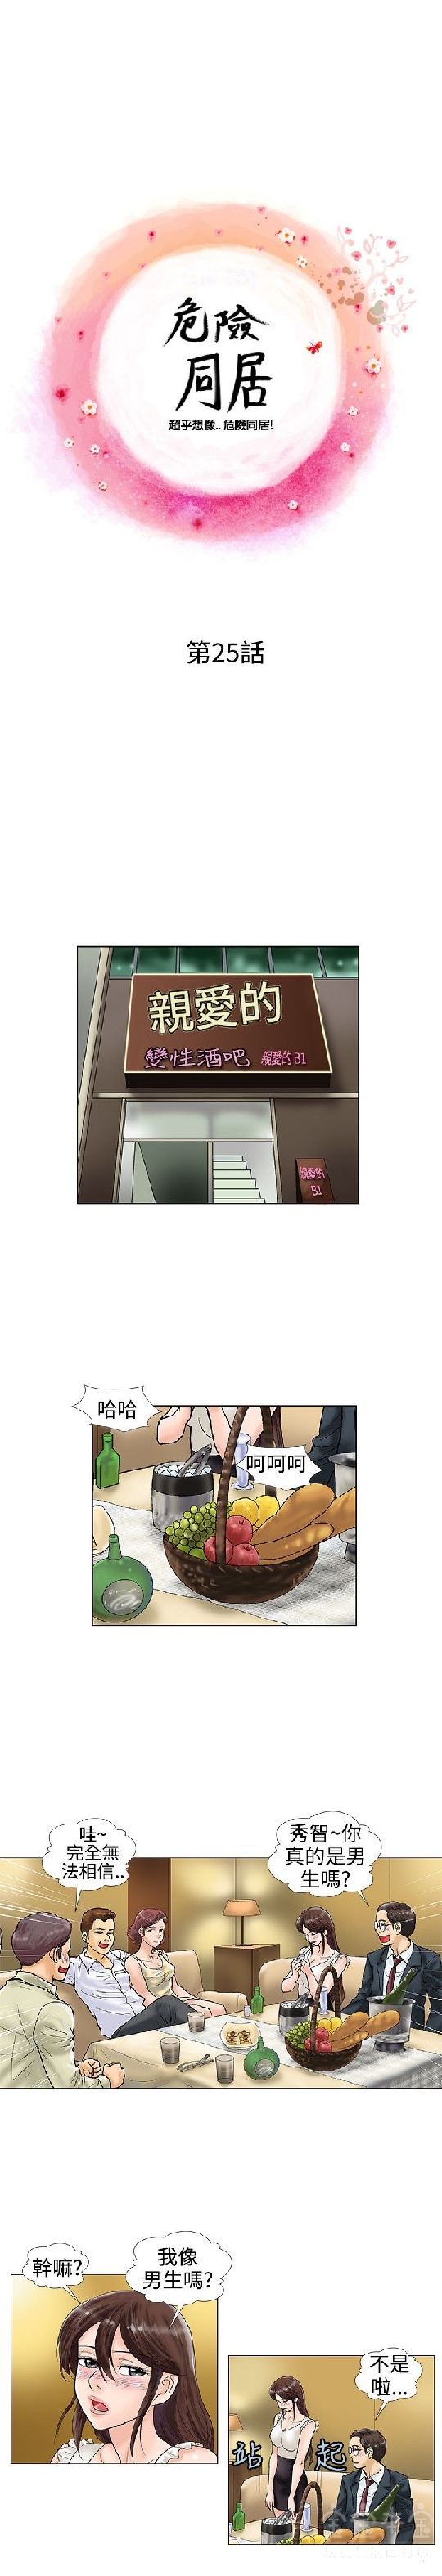 危險
同居
超乎想像.. 危險同居!
第25話
親愛的
變性酒吧 親愛的B1
親愛的
B1
哈哈
呵呵呵
哇~
完全無
法相信..
秀智~你
真的是男
生嗎?
幹嘛?
我像
男生嗎?
不是
啦...
站起